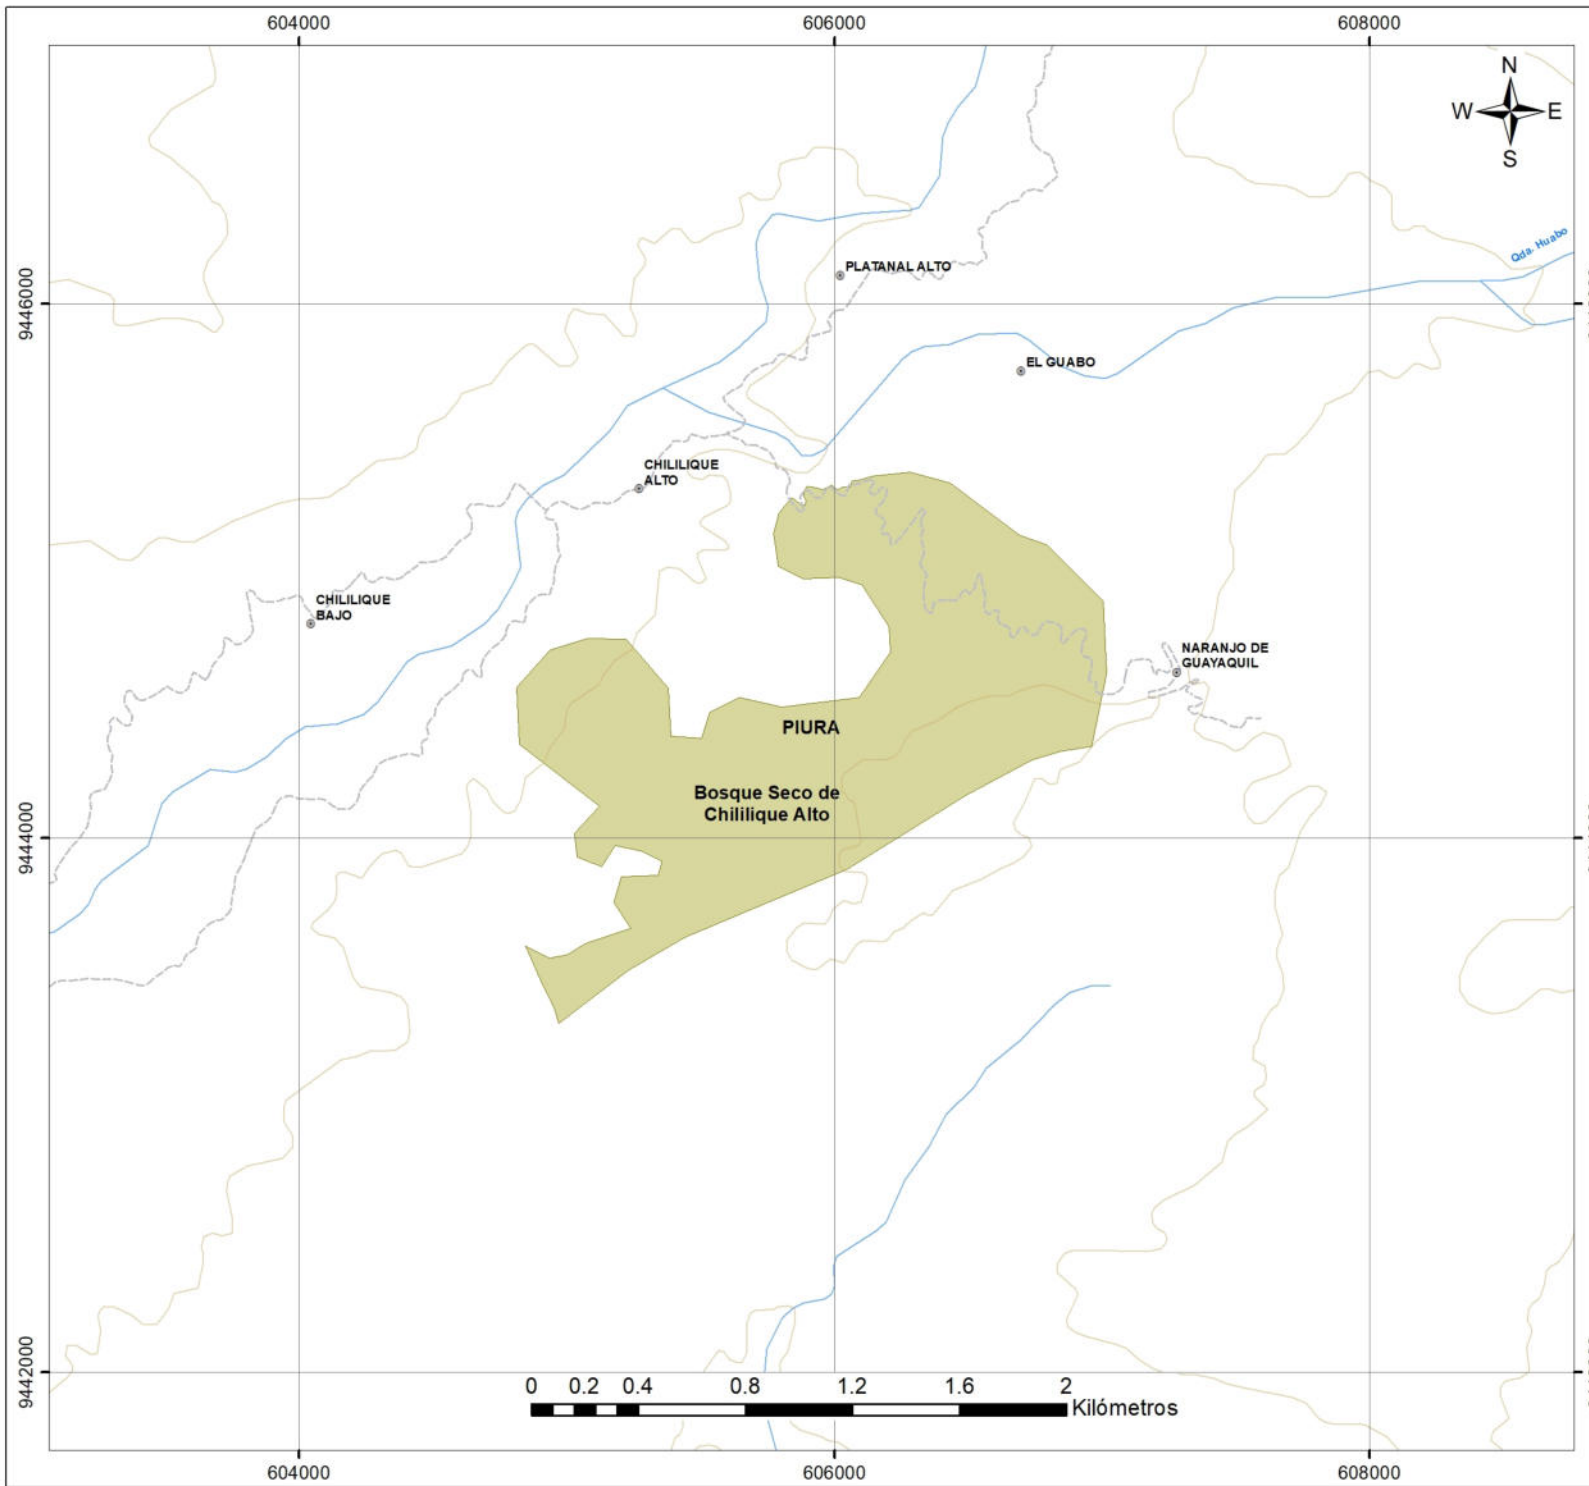 604000
606000
608000
N
W E
S
Qda. Huabo
PLATANAL ALTO
9446000
EL GUABO
CHILILIQUE
ALTO
CHILILIQUE
BAJO
NARANJO DE
GUAYAQUIL
PIURA
Bosque Seco de
Chililique Alto
9444000
9442000
0 0.2 0.4 0.8 1.2 1.6 2
Kilómetros
604000
606000
608000